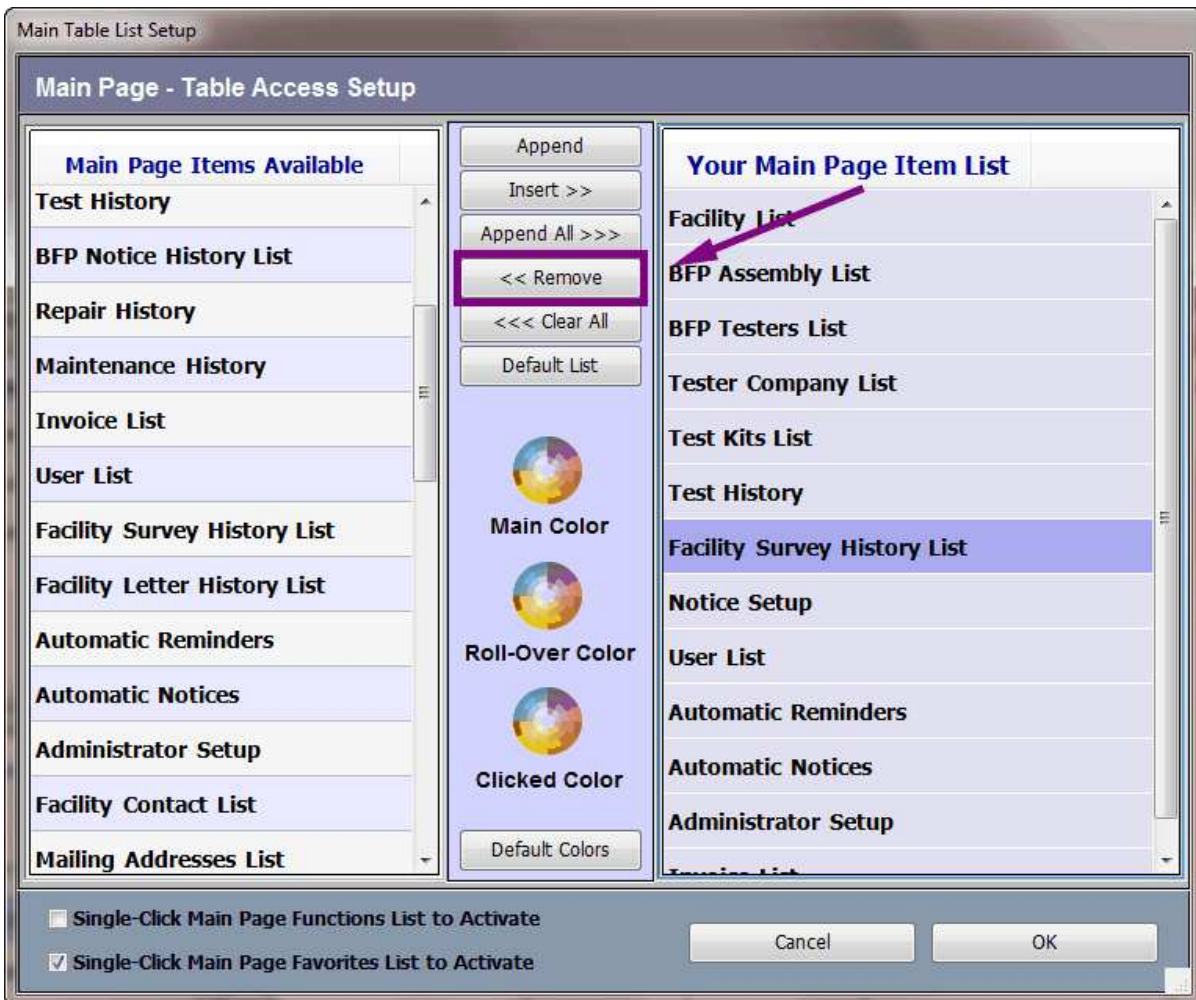 Main Table List Setup
Main Page - Table Access Setup
Main Page Items Available
Test History
BFP Notice History List
Repair History
Maintenance History
Invoice List
User List
Facility Survey History List
Facility Letter History List
Automatic Reminders
Automatic Notices
Administrator Setup
Facility Contact List
Mailing Addresses List
Append
Insert >>
Append All >>>
<< Remove
<<< Clear All
Default List
Main Color
Roll-Over Color
Clicked Color
Default Colors
Your Main Page Item List
Facility List
BFP Assembly List
BFP Testers List
Tester Company List
Test Kits List
Test History
Facility Survey History List
Notice Setup
User List
Automatic Reminders
Automatic Notices
Administrator Setup
Single-Click Main Page Functions List to Activate
Single-Click Main Page Favorites List to Activate
Cancel
OK